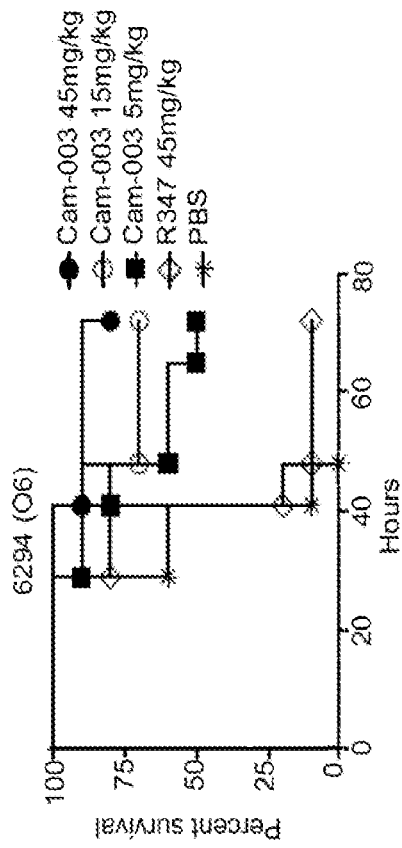 6294 (O6)
100
75
50
25
0
Percent survival
0 20 40 60 80
Hours
Cam-003 45mg/kg
Cam-003 15mg/kg
Cam-003 5mg/kg
R347 45mg/kg
PBS